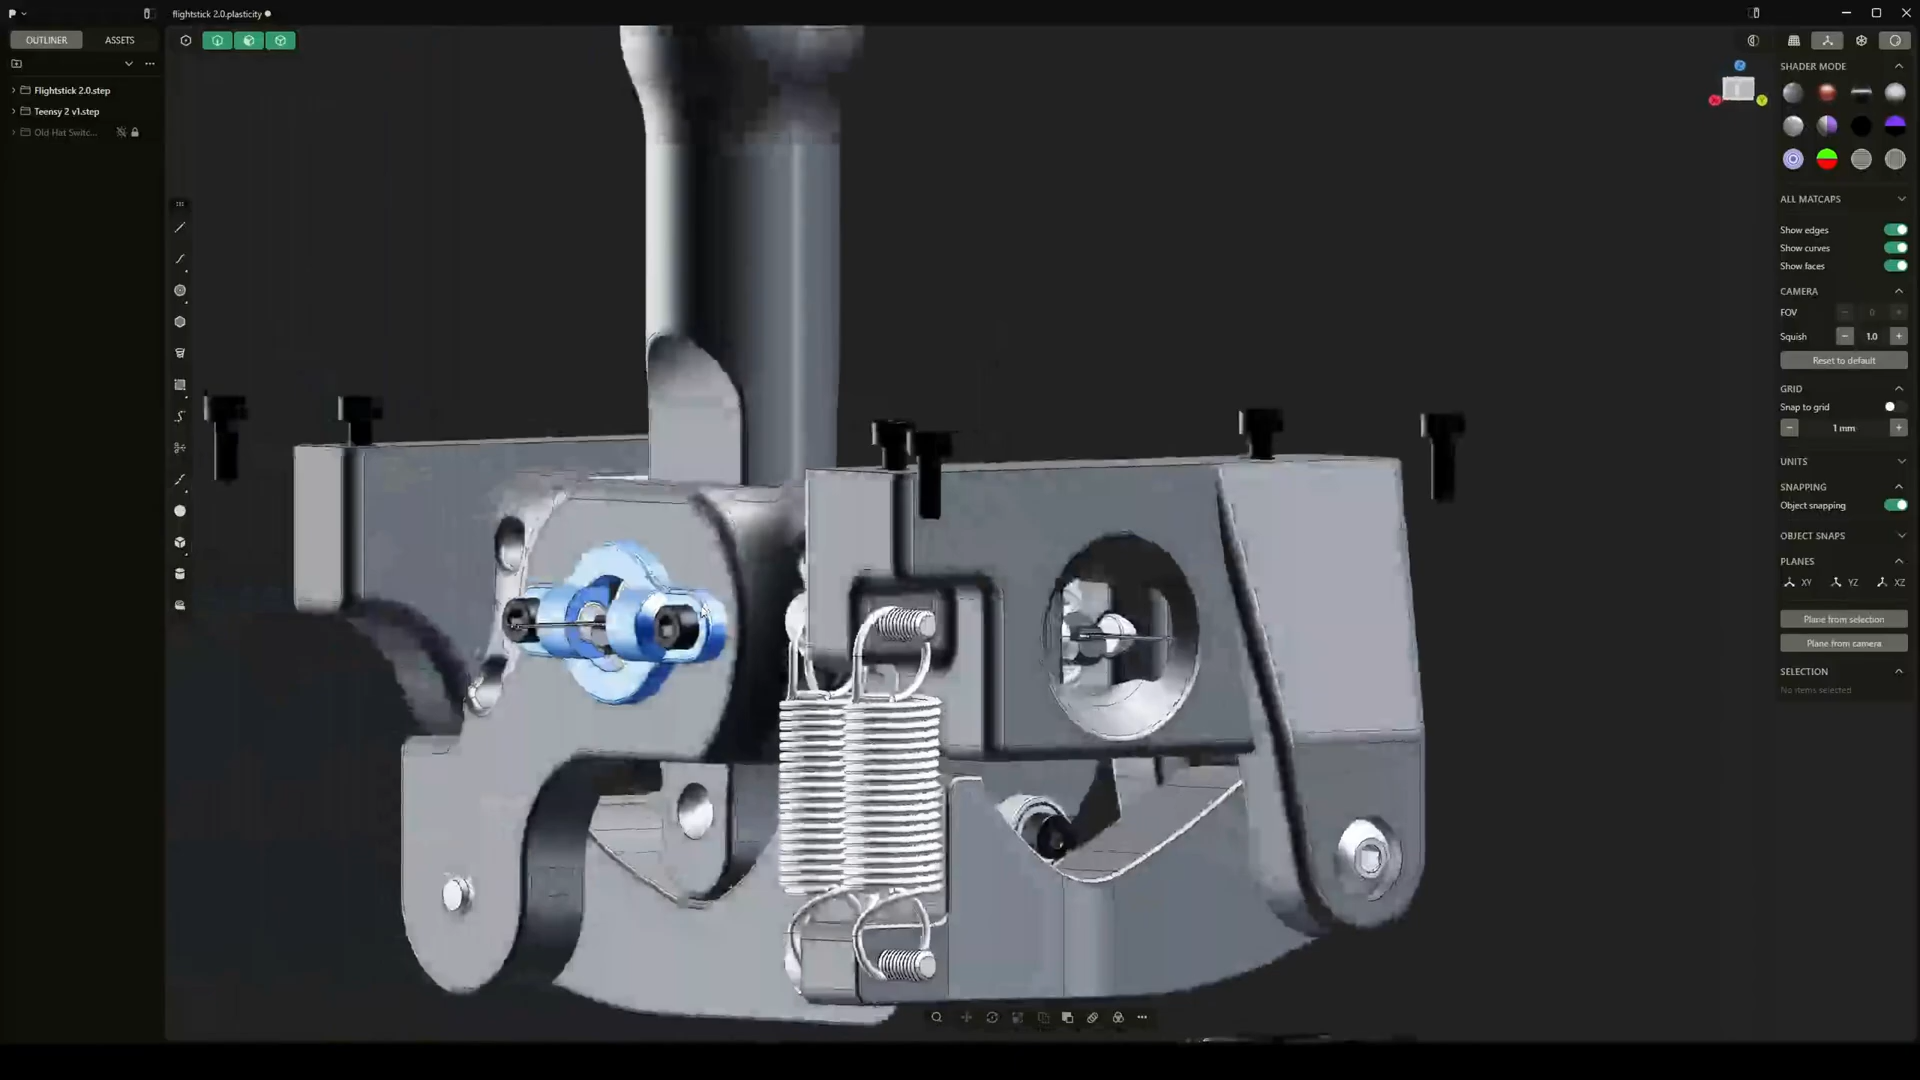 flightstick 2.0.plasticity
OUTLINER
ASSETS
Flightstick 2.0.step
Teensy 2 v1.step
Old Hat Switc...
SHADER MODE
ALL MATCAPS
Show edges
Show curves
Show faces
CAMERA
FOV
0
Squish
1.0
Reset to default
GRID
Snap to grid
1 mm
UNITS
SNAPPING
Object snapping
OBJECT SNAPS
PLANES
XY
YZ
XZ
Plane from selection
Plane from camera
SELECTION
No items selected